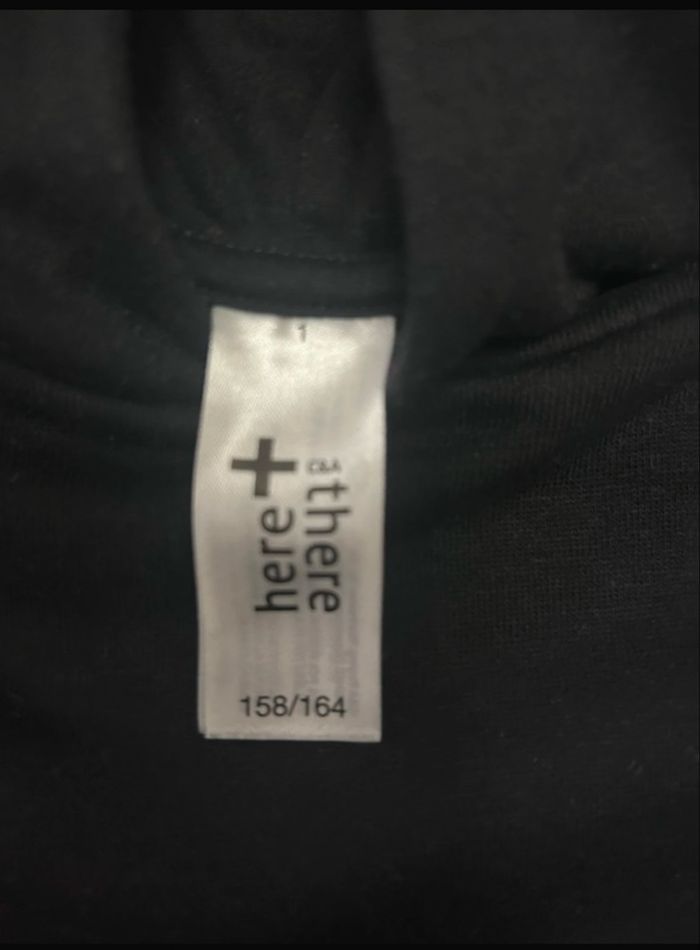 1
here +
C&A
there
158/164